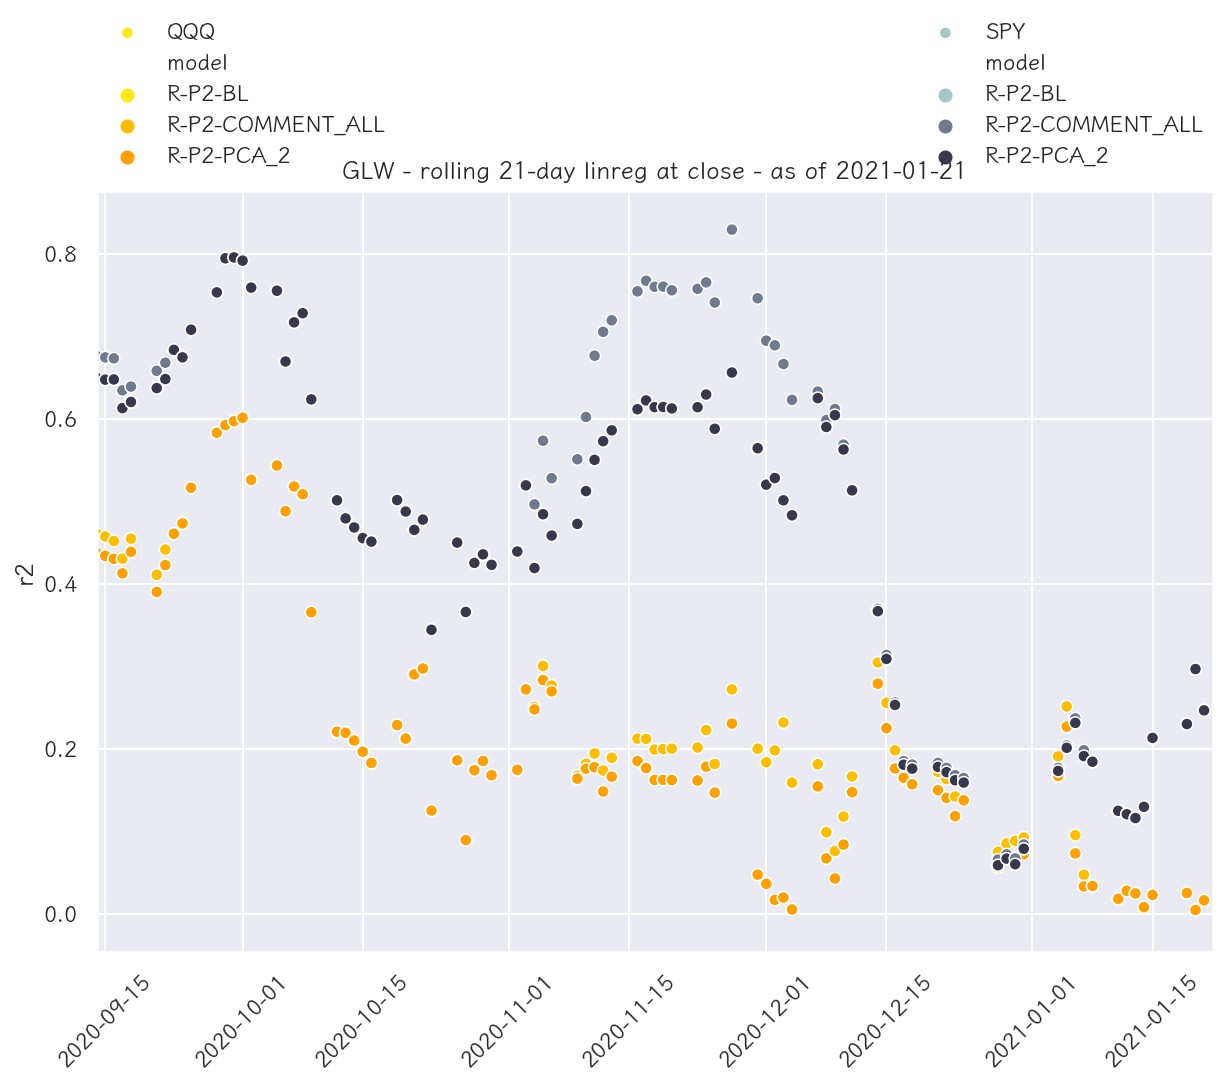 QQQ
model
R-P2-BL
R-P2-COMMENT_ALL
R-P2-PCA_2
SPY
model
R-P2-BL
R-P2-COMMENT_ALL
R-P2-PCA_2
GLW - rolling 21-day linreg at close - as of 2021-01-21
r2
0.8
0.6
0.4
0.2
0.0
2020-09-15
2020-10-01
2020-10-15
2020-11-01
2020-11-15
2020-12-01
2020-12-15
2021-01-01
2021-01-15